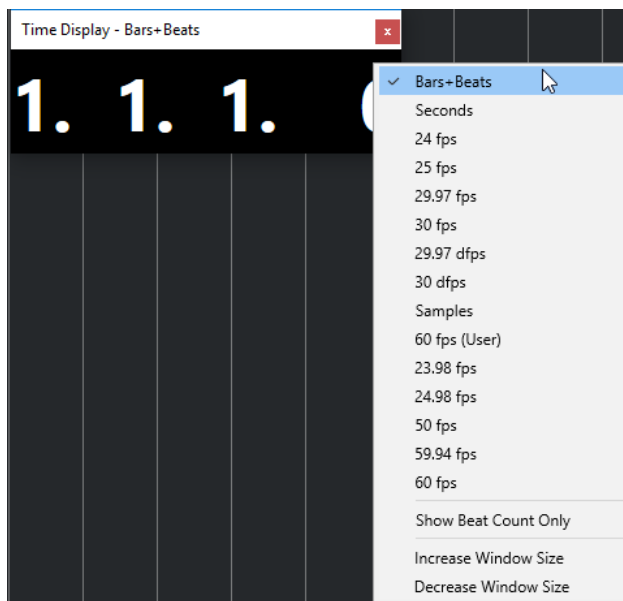 Time Display - Bars+Beats
x
1. 1. 1.
✓ Bars+Beats
Seconds
24 fps
25 fps
29.97 fps
30 fps
29.97 dfps
30 dfps
Samples
60 fps (User)
23.98 fps
24.98 fps
50 fps
59.94 fps
60 fps
Show Beat Count Only
Increase Window Size
Decrease Window Size